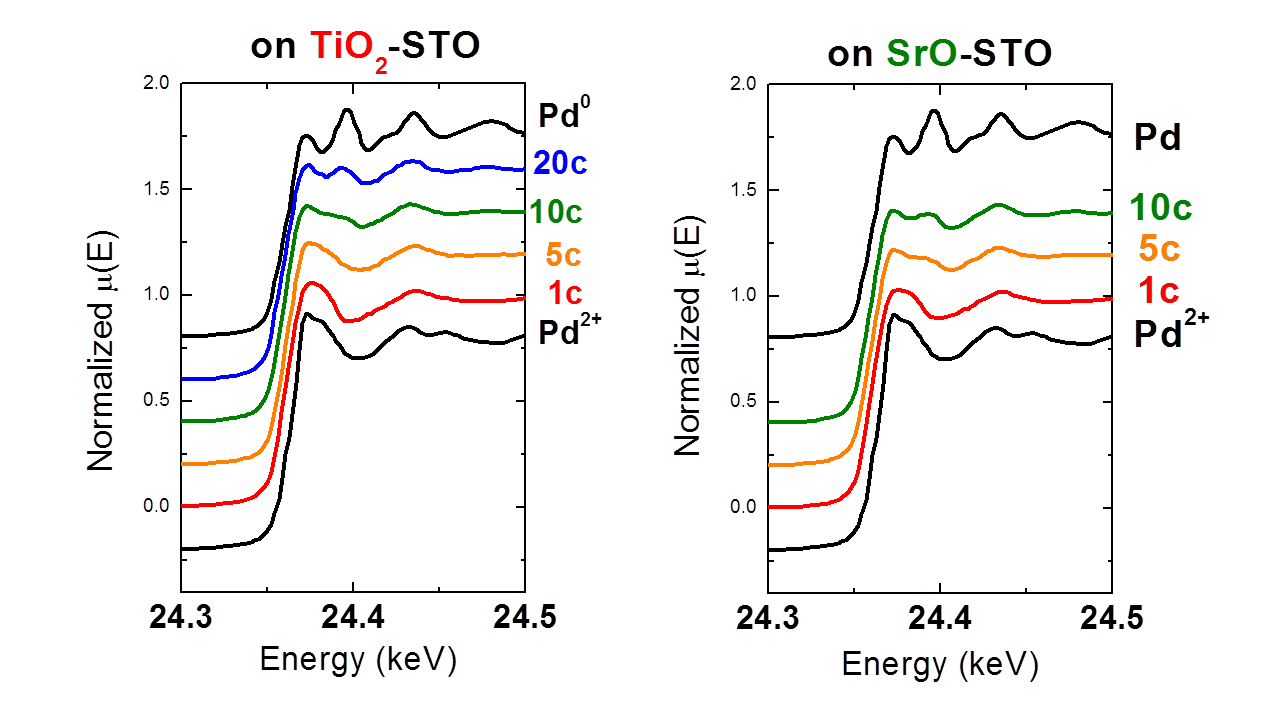 on TiO2-STO
2.0
1.5
1.0
0.5
0.0
Normalized μ(E)
Pd0
20c
10c
5c
1c
Pd2+
24.3 24.4 24.5
Energy (keV)
on SrO-STO
2.0
1.5
1.0
0.5
0.0
Normalized μ(E)
Pd
10c
5c
1c
Pd2+
24.3 24.4 24.5
Energy (keV)